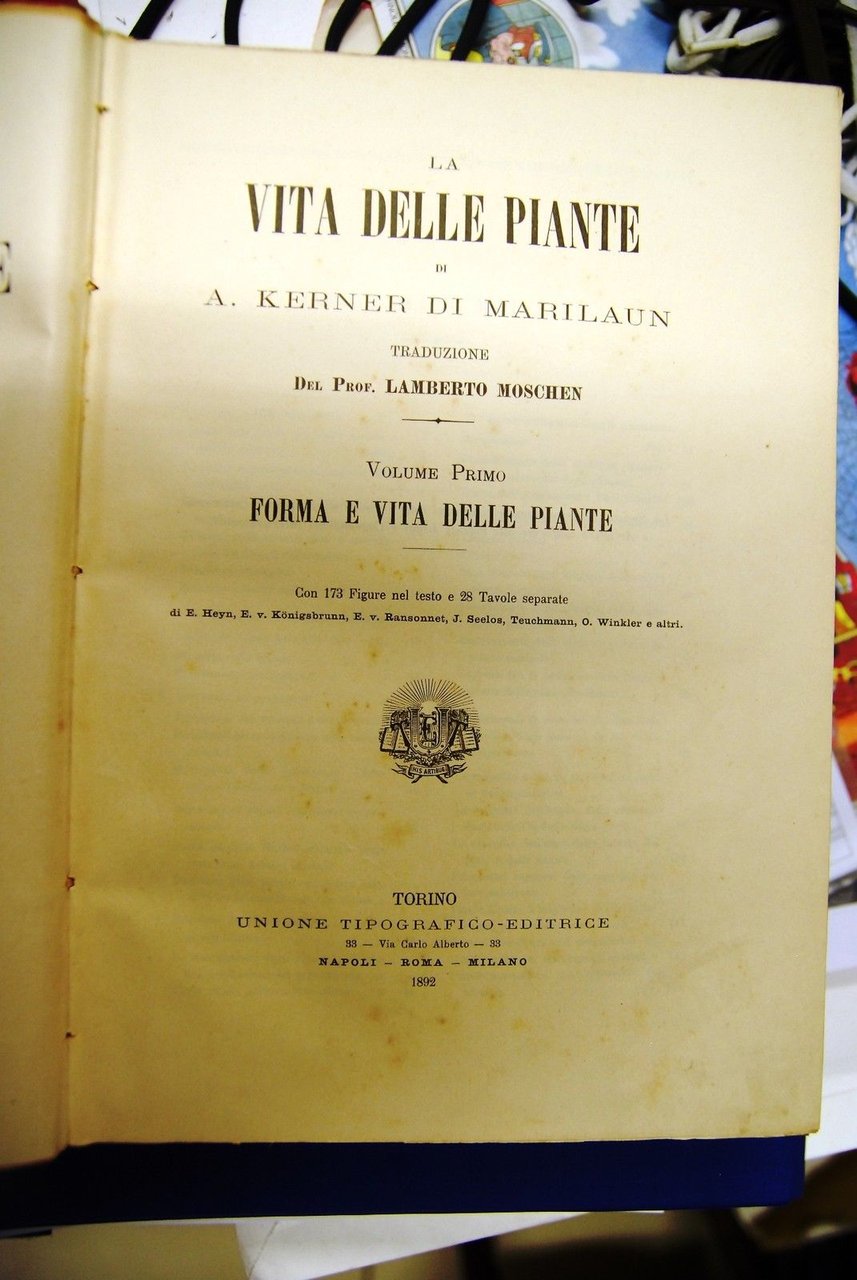 LA
VITA DELLE PIANTE
DI
A. KERNER DI MARILAUN
TRADUZIONE
DEL PROF. LAMBERTO MOSCHEN
VOLUME PRIMO
FORMA E VITA DELLE PIANTE
Con 173 Figure nel testo e 28 Tavole separate
di E. Heyn, E. v. Königsbrunn, E. v. Ransonnet, J. Seelos, Teuchmann, O. Winkler e altri.
HIS ARTIBUS
TORINO
UNIONE TIPOGRAFICO-EDITRICE
33 — Via Carlo Alberto — 33
NAPOLI — ROMA — MILANO
1892